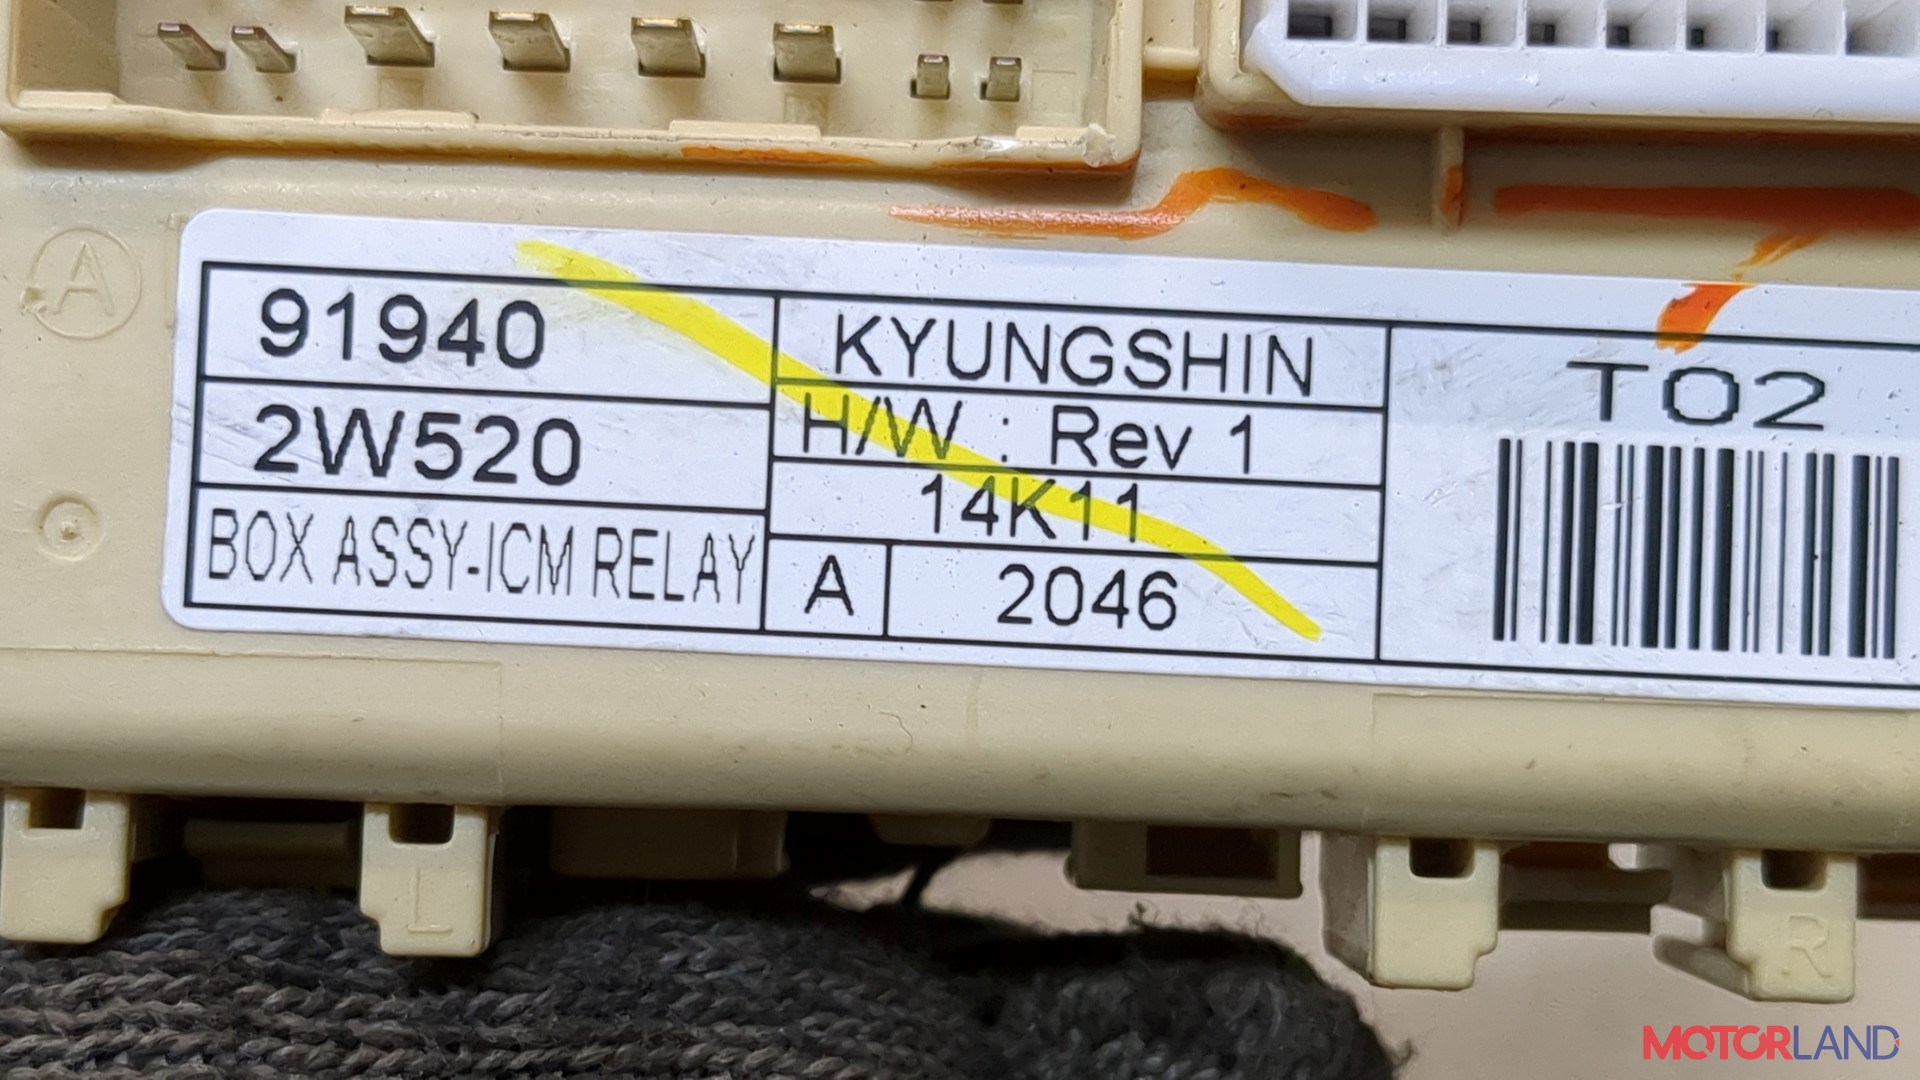 A
91940
2W520
BOX ASSY-ICM RELAY
KYUNGSHIN
H/W : Rev 1
14K11
A 2046
T02
L
R
MOTORLAND